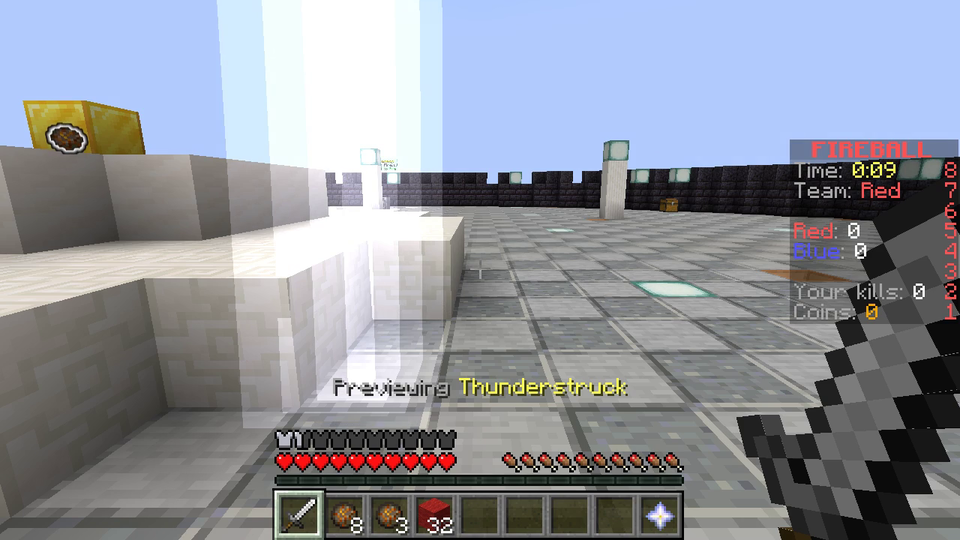 FIREBALL
Time: 0:09 8
Team: Red 7
6
Red: 0 5
Blue: 0 4
3
Your kills: 0 2
Coins: 0 1
Previewing Thunderstruck
8 3 32